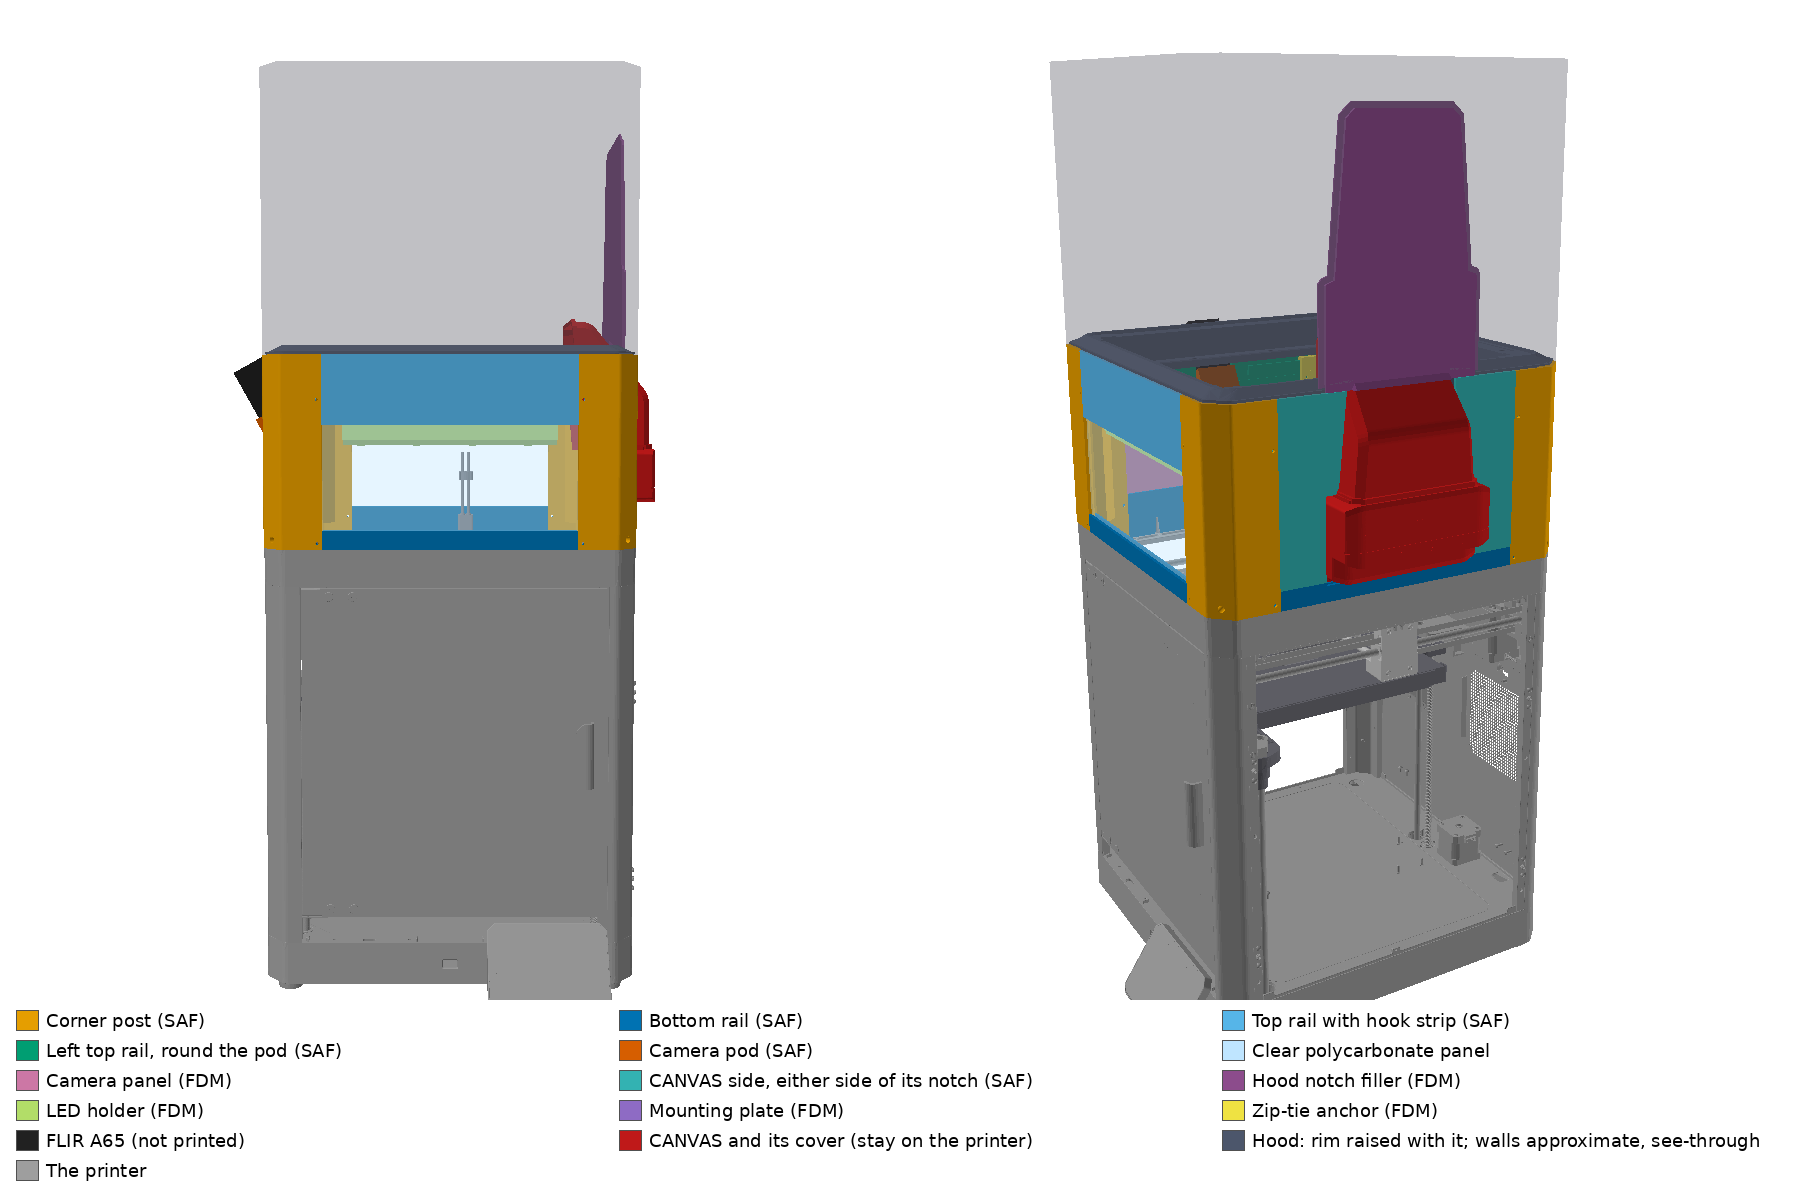 Corner post (SAF)
Bottom rail (SAF)
Top rail with hook strip (SAF)
Left top rail, round the pod (SAF)
Camera pod (SAF)
Clear polycarbonate panel
Camera panel (FDM)
CANVAS side, either side of its notch (SAF)
Hood notch filler (FDM)
LED holder (FDM)
Mounting plate (FDM)
Zip-tie anchor (FDM)
FLIR A65 (not printed)
CANVAS and its cover (stay on the printer)
Hood: rim raised with it; walls approximate, see-through
The printer